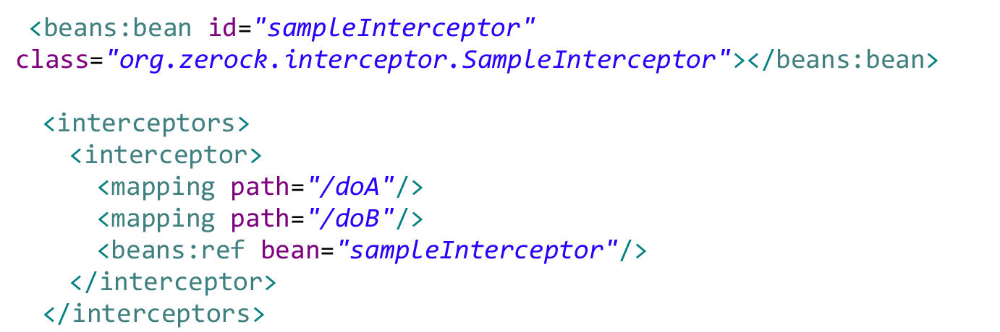 <beans:bean id="sampleInterceptor"
class="org.zerock.interceptor.SampleInterceptor"></beans:bean>
<interceptors>
<interceptor>
<mapping path="/doA"/>
<mapping path="/doB"/>
<beans:ref bean="sampleInterceptor"/>
</interceptor>
</interceptors>